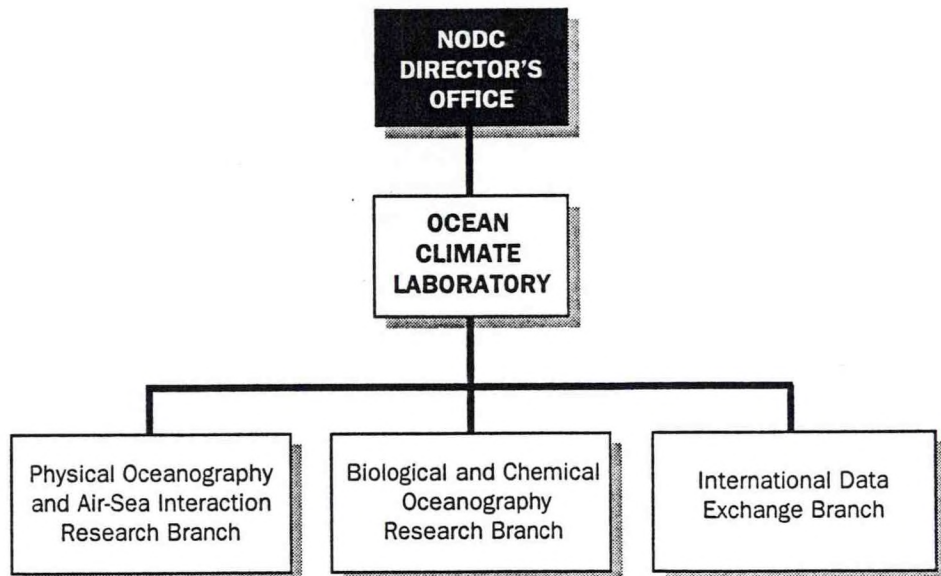 NODC
DIRECTOR'S
OFFICE
OCEAN
CLIMATE
LABORATORY
Physical Oceanography
and Air-Sea Interaction
Research Branch
Biological and Chemical
Oceanography
Research Branch
International Data
Exchange Branch